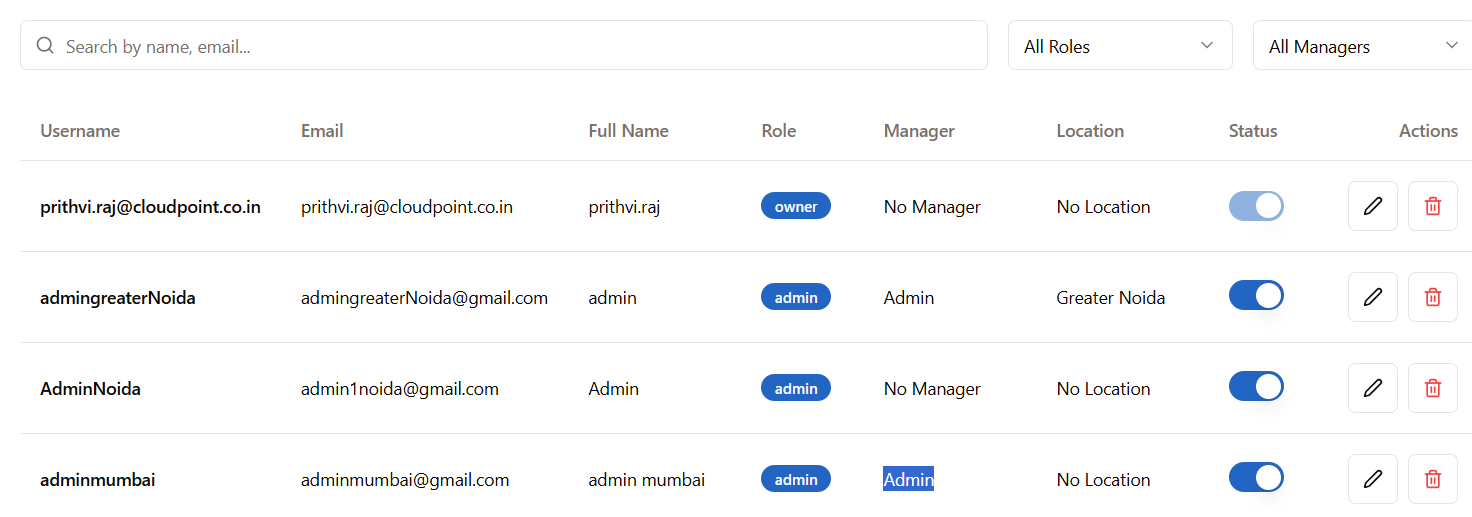 Search by name, email... All Roles All Managers
Username Email Full Name Role Manager Location Status Actions
prithvi.raj@cloudpoint.co.in prithvi.raj@cloudpoint.co.in prithvi.raj owner No Manager No Location
admingreaterNoida admingreaterNoida@gmail.com admin admin Admin Greater Noida
AdminNoida admin1noida@gmail.com Admin admin No Manager No Location
adminmumbai adminmumbai@gmail.com admin mumbai admin Admin No Location